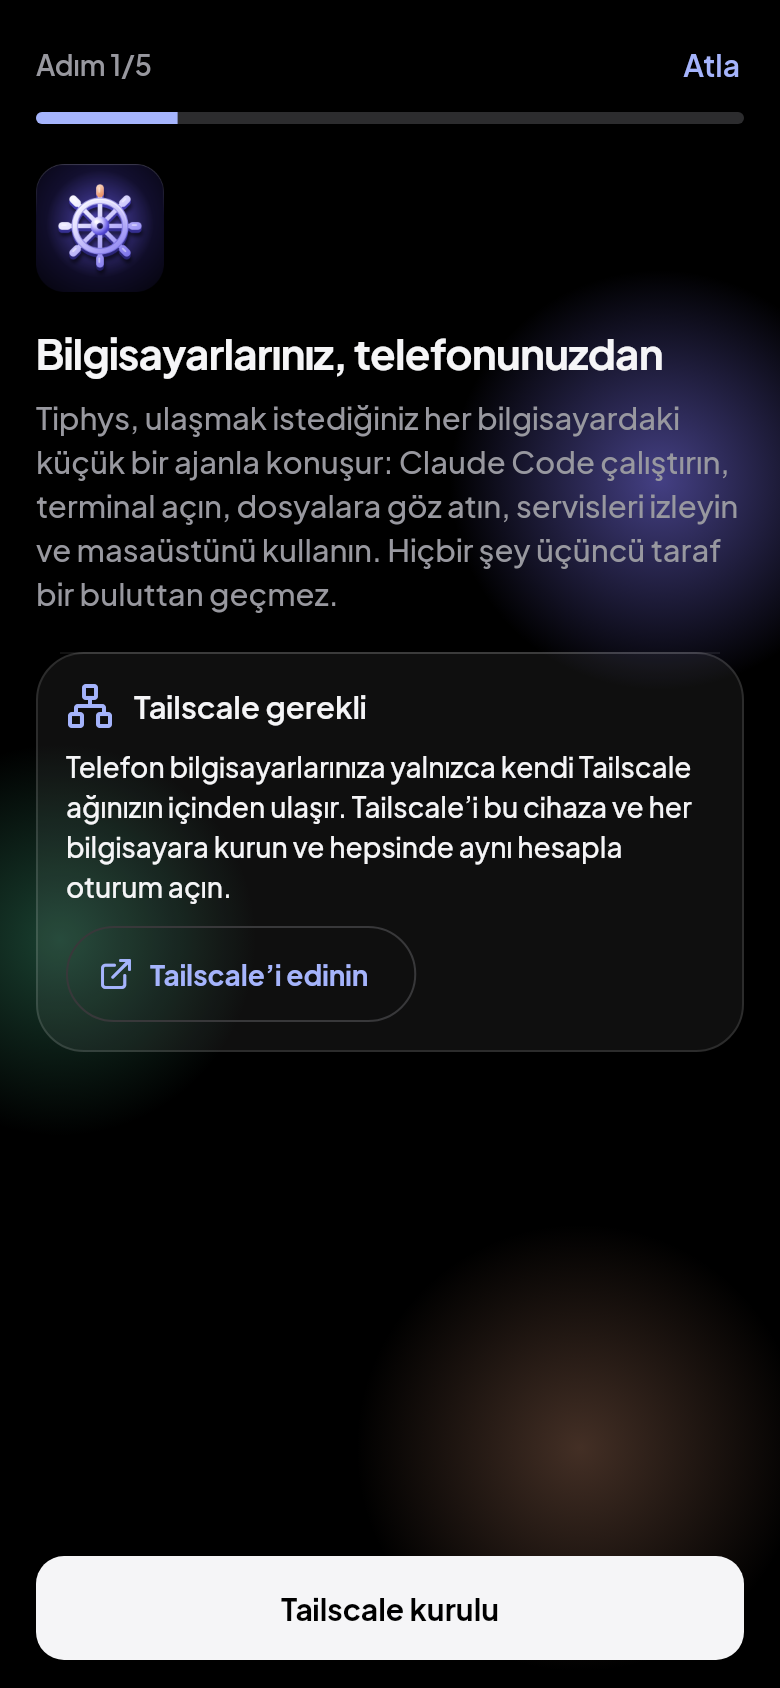 Adım 1/5
Atla
Bilgisayarlarınız, telefonunuzdan
Tiphys, ulaşmak istediğiniz her bilgisayardaki
küçük bir ajanla konuşur: Claude Code çalıştırın,
terminal açın, dosyalara göz atın, servisleri izleyin
ve masaüstünü kullanın. Hiçbir şey üçüncü taraf
bir buluttan geçmez.
Tailscale gerekli
Telefon bilgisayarlarınıza yalnızca kendi Tailscale
ağınızın içinden ulaşır. Tailscale’i bu cihaza ve her
bilgisayara kurun ve hepsinde aynı hesapla
oturum açın.
Tailscale’i edinin
Tailscale kurulu